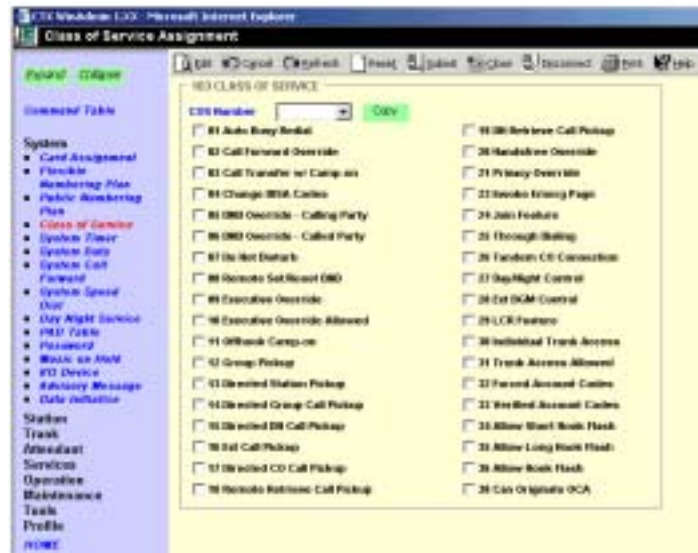 CTX WinAdmin LXX - Microsoft Internet Explorer
Class of Service Assignment
Edit Cancel Refresh Reset Submit Close Disconnect Print Help
Expand Collapse
Command Table
System
Card Assignment
Flexible
Numbering Plan
Public Numbering
Plan
Class of Service
System Timer
System Data
System Call
Forward
System Speed
Dial
Day Night Service
PAD Table
Password
Music on Hold
I/O Device
Advisory Message
Data Initialize
Station
Trunk
Attendant
Services
Operation
Maintenance
Tools
Profile
HOME
103 CLASS OF SERVICE
COS Number Copy
01 Auto Busy Redial
02 Call Forward Override
03 Call Transfer w/ Camp on
04 Change DISA Codes
05 DND Override - Calling Party
06 DND Override - Called Party
07 Do Not Disturb
08 Remote Set/Reset DND
09 Executive Override
10 Executive Override Allowed
11 Offhook Camp-on
12 Group Pickup
13 Directed Station Pickup
14 Directed Group Call Pickup
15 Directed DN Call Pickup
16 Ext Call Pickup
17 Directed CO Call Pickup
18 Remote Retrieve Call Pickup
19 DN Retrieve Call Pickup
20 Handsfree Override
21 Privacy Override
22 Invoke Emerg Page
24 Join Feature
25 Through Dialing
26 Tandem CO Connection
27 Day/Night Control
28 Ext BGM Control
29 LCR Feature
30 Individual Trunk Access
31 Trunk Access Allowed
32 Forced Account Codes
33 Verified Account Codes
34 Allow Short Hook Flash
35 Allow Long Hook Flash
36 Allow Hook Flash
38 Can Originate OCA